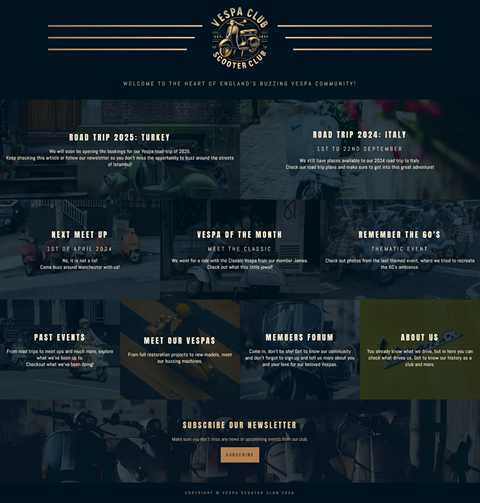 VESPA CLUB
SCOOTER CLUB
WELCOME TO THE HEART OF ENGLAND'S BUZZING VESPA COMMUNITY!
ROAD TRIP 2025: TURKEY
We will soon be opening the bookings for our Vespa road-trip of 2025.
Keep checking this article or follow our newsletter so you don't miss the opportunity to buzz around the streets
of Istambul!
ROAD TRIP 2024: ITALY
1ST TO 22ND SEPTEMBER
We still have places available to our 2024 road trip to Italy
Check our road trip plans and make sure to got into this great adventure!
NEXT MEET UP
1ST OF APRIL 2024
No, it is not a lie!
Come buzz around Manchester with us!
VESPA OF THE MONTH
MEET THE CLASSIC
We went for a ride with the Classic Vespa from our member James.
Check out what this little jewel!
REMEMBER THE 60'S
THEMATIC EVENT
Check out photos from the last themed event, where we tried to recreate
the 60's ambience.
PAST EVENTS
From road trips to meet ups and much more, explore
what we've been up to.
Checkout what we've been doing!
MEET OUR VESPAS
From full restoration projects to new models, meet
our buzzing machines.
MEMBERS FORUM
Come in, don't be shy! Get to know our community
and don't forget to sign up and tell us more about you
and your love for our beloved Vespas.
ABOUT US
You already know what we drive, but in here you can
check what drives us. Get to know our history as a
club and more.
SUBSCRIBE OUR NEWSLETTER
Make sure you don't miss any news or upcoming events from our club.
SUBSCRIBE
COPYRIGHT © VESPA SCOOTER CLUB 2024